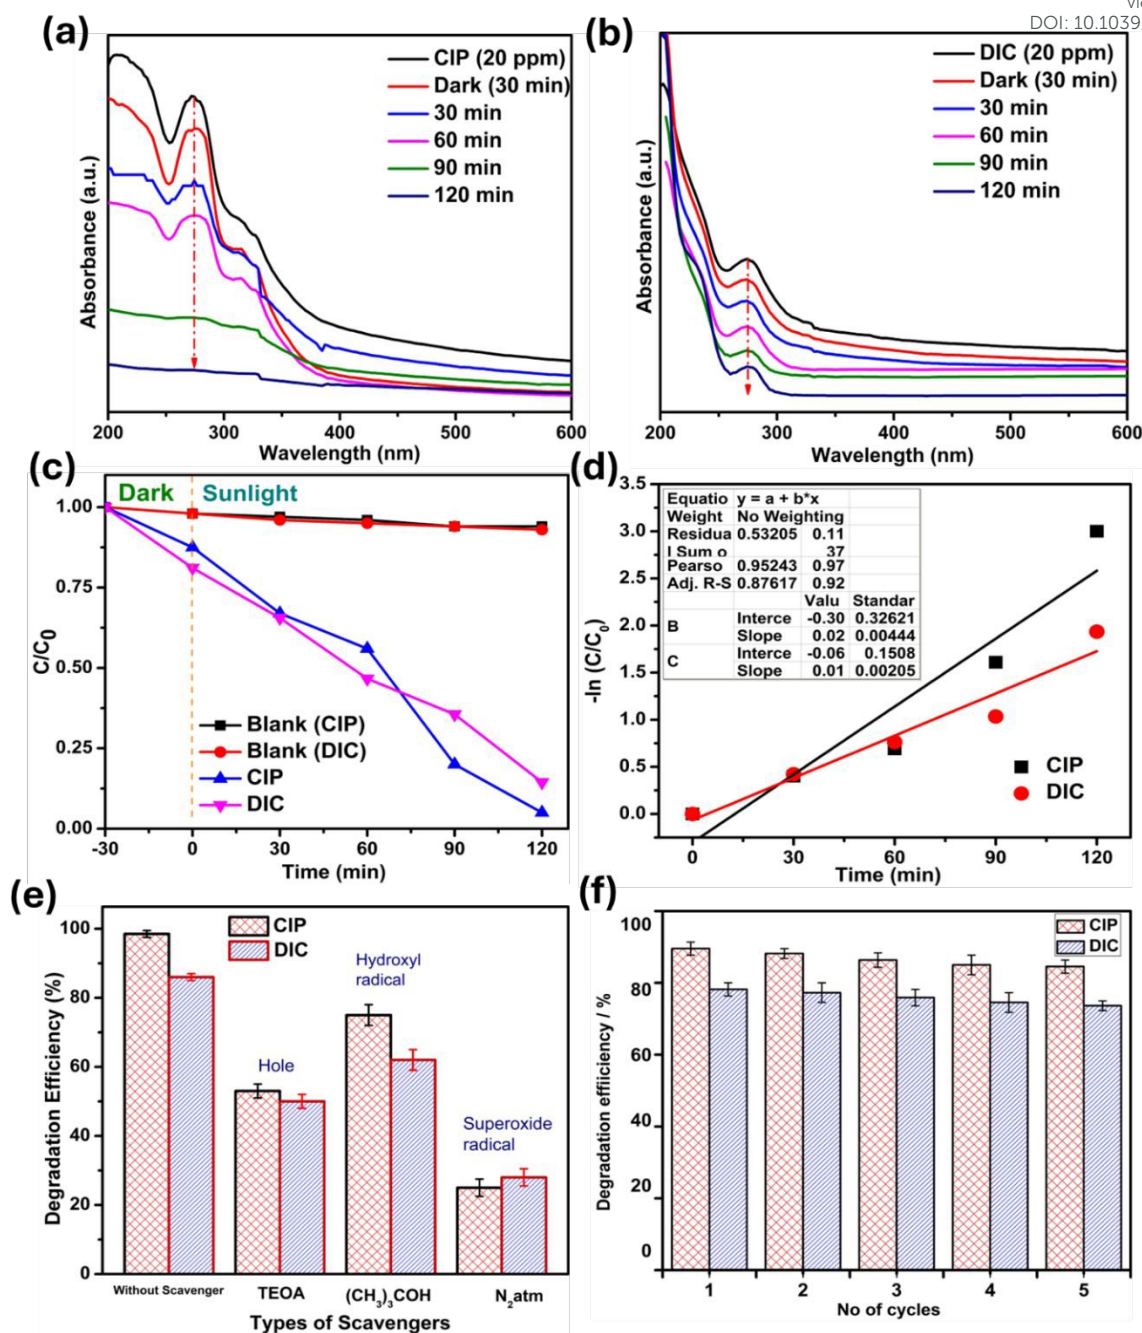 DOI: 10.1039
(a)
CIP (20 ppm)
Dark (30 min)
30 min
60 min
90 min
120 min
Absorbance (a.u.)
200 250 300 350 400 450 500 550 600
Wavelength (nm)
(b)
DIC (20 ppm)
Dark (30 min)
30 min
60 min
90 min
120 min
Absorbance (a.u.)
200 300 400 500 600
Wavelength (nm)
(c)
Dark Sunlight
1.00
0.75
0.50
0.25
0.00
C/C0
Blank (CIP)
Blank (DIC)
CIP
DIC
-30 0 30 60 90 120
Time (min)
(d)
3.5
3.0
2.5
2.0
1.5
1.0
0.5
0.0
-ln (C/C0)
Equatio y = a + b*x
Weight No Weighting
Residua 0.53205 0.11
l Sum o 37
Pearso 0.95243 0.97
Adj. R-S 0.87617 0.92
Valu Standar
B Interce -0.30 0.32621
Slope 0.02 0.00444
C Interce -0.06 0.1508
Slope 0.01 0.00205
CIP
DIC
0 30 60 90 120
Time (min)
(e)
100
80
60
40
20
0
Degradation Efficiency (%)
CIP
DIC
Hydroxyl
radical
Hole
Superoxide
radical
Without Scavenger TEOA (CH3)3COH N2atm
Types of Scavengers
(f)
100
80
60
40
20
0
Degradation effiiciency / %
CIP
DIC
1 2 3 4 5
No of cycles